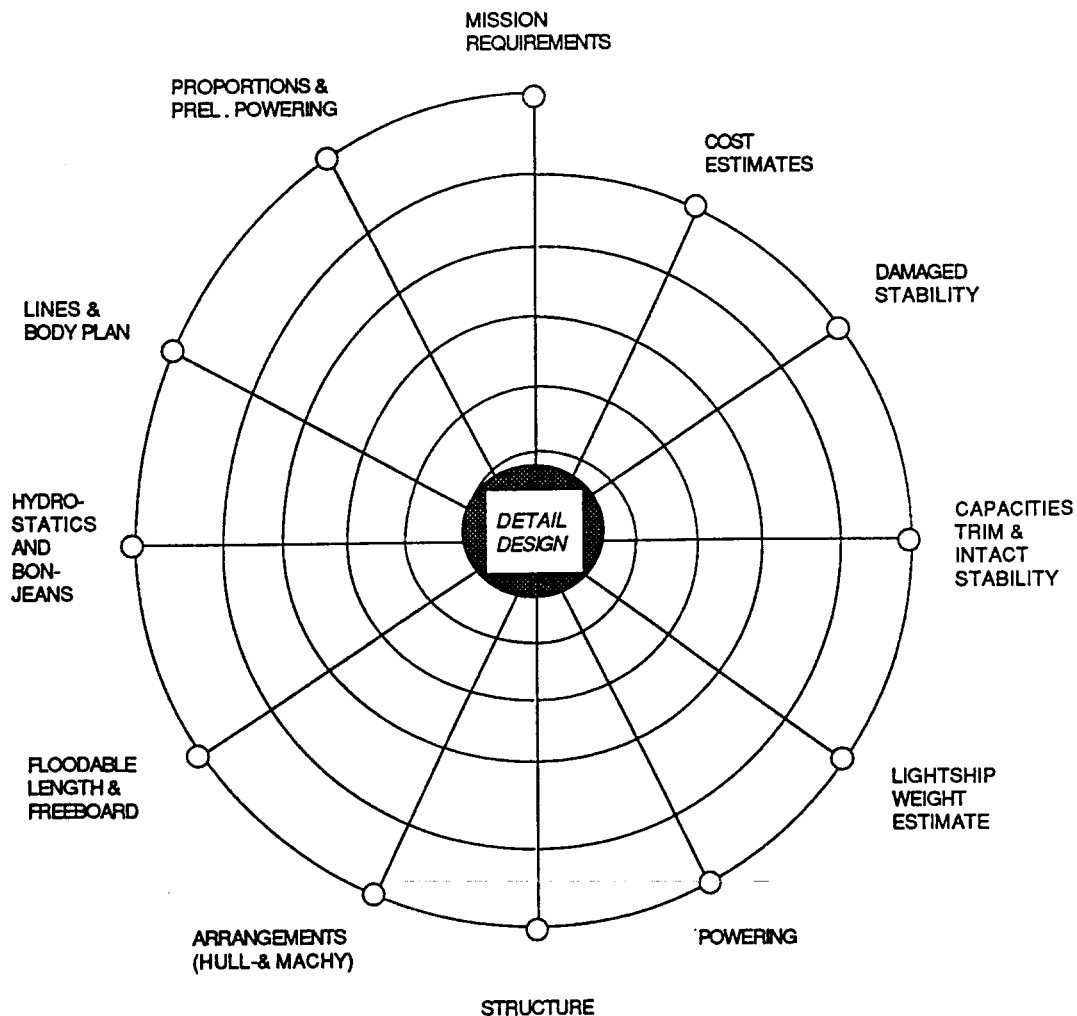 MISSION
REQUIREMENTS
PROPORTIONS &
PREL. POWERING
COST
ESTIMATES
DAMAGED
STABILITY
LINES &
BODY PLAN
HYDRO-
STATICS
AND
BON-
JEANS
DETAIL
DESIGN
CAPACITIES
TRIM &
INTACT
STABILITY
FLOODABLE
LENGTH &
FREEBOARD
LIGHTSHIP
WEIGHT
ESTIMATE
ARRANGEMENTS
(HULL-& MACHY)
POWERING
STRUCTURE